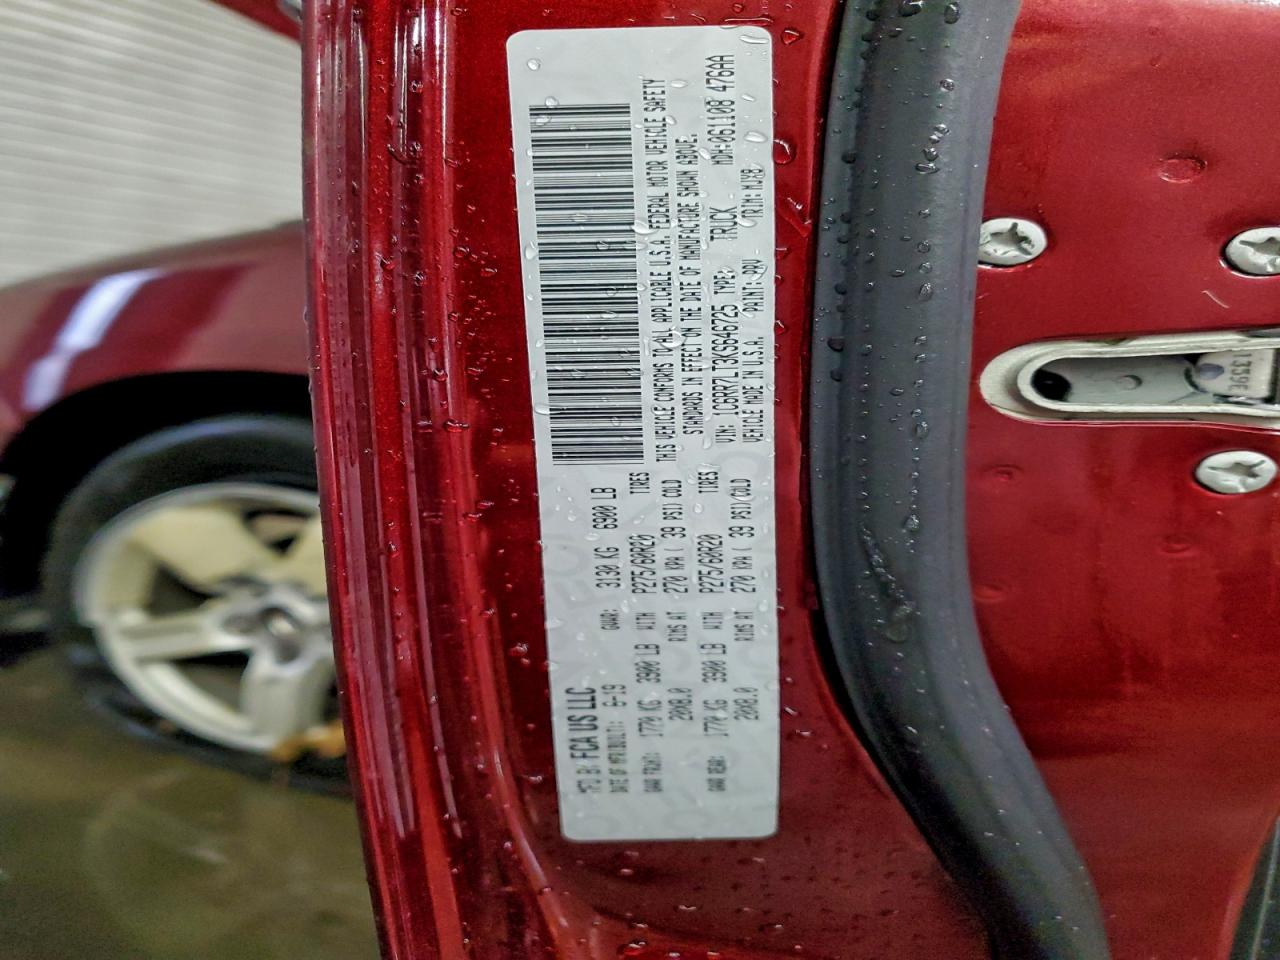 MFD BY FCA US LLC
DATE OF MFR(BUILT): 6-19 GVWR: 3130 KG 6900 LB
GAWR FRONT: 1770 KG 3900 LB WITH P275/60R20 TIRES
20X8.0 RIMS AT 270 KPA ( 39 PSI) COLD
GAWR REAR: 1770 KG 3900 LB WITH P275/60R20 TIRES
20X8.0 RIMS AT 270 KPA ( 39 PSI) COLD
THIS VEHICLE CONFORMS TO ALL APPLICABLE U.S.A. FEDERAL MOTOR VEHICLE SAFETY
STANDARDS IN EFFECT ON THE DATE OF MANUFACTURE SHOWN ABOVE.
VIN: 1C6RR7LT3KS646725 TYPE: TRUCK MDH:061108 476AA
VEHICLE MADE IN U.S.A. PAINT: PRV TRIM: MJX8